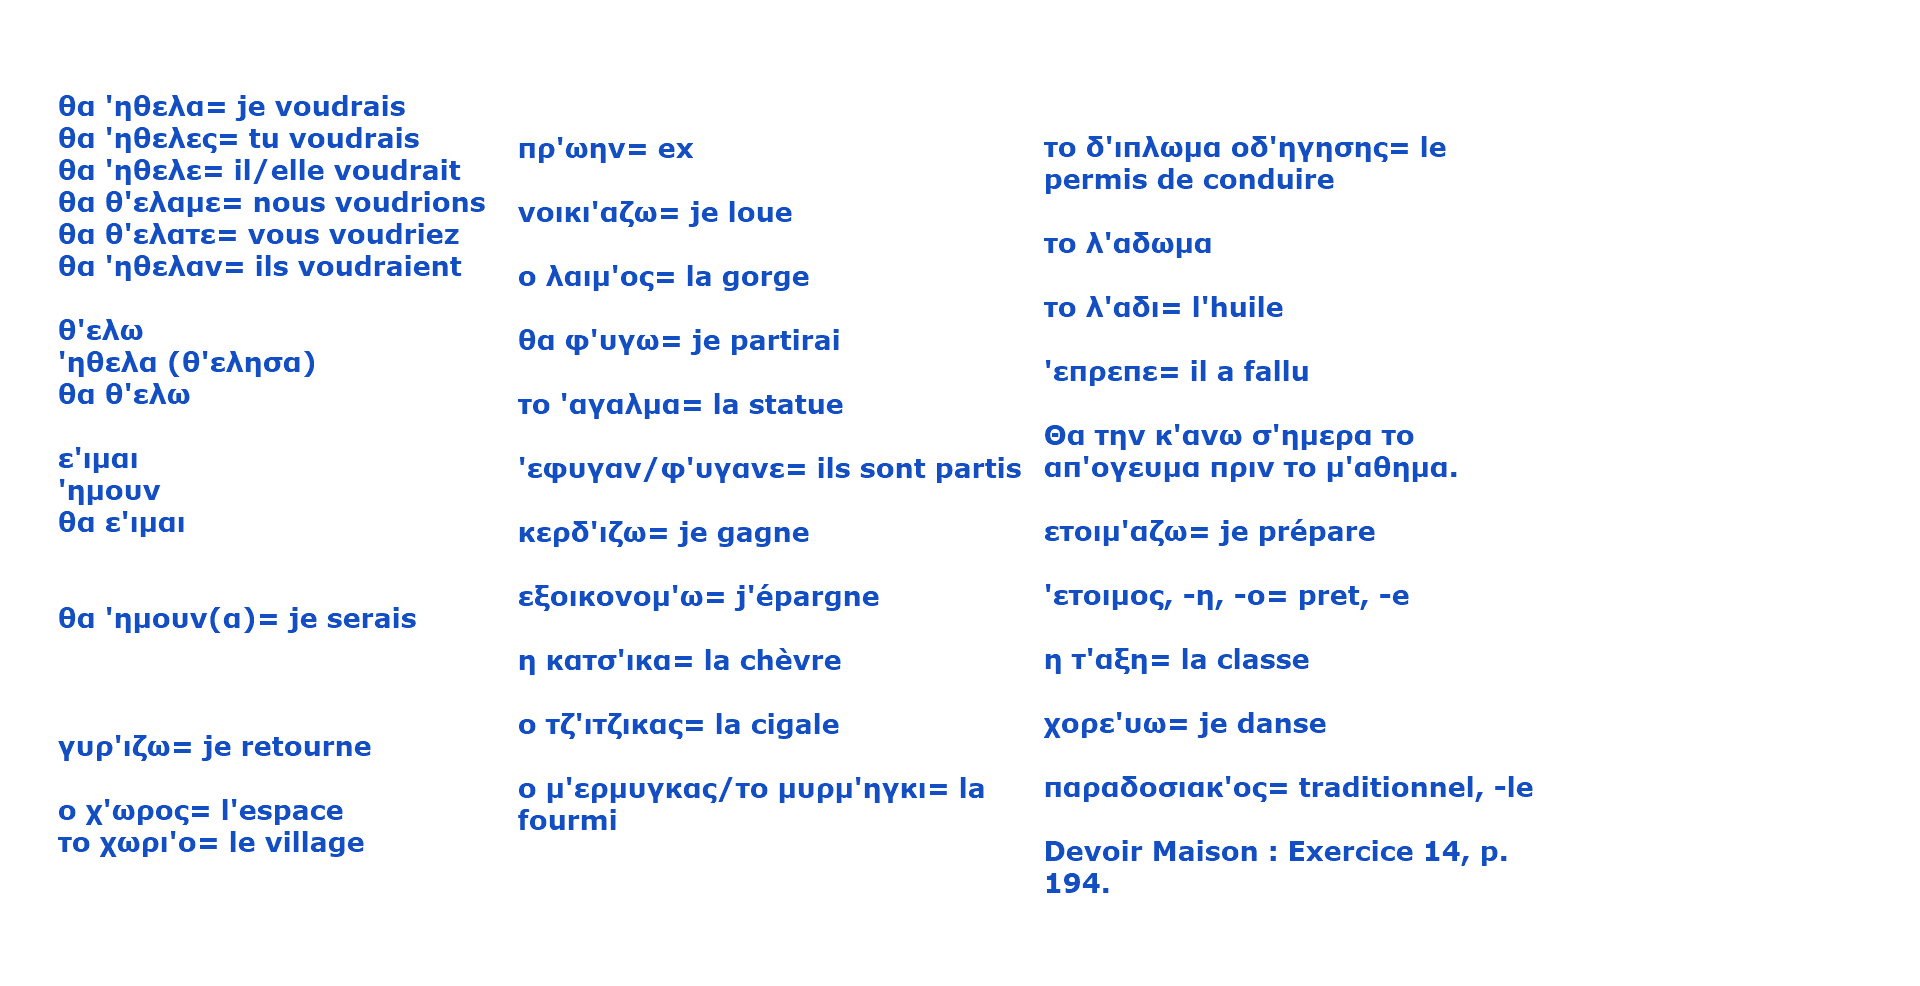 θα 'ηθελα= je voudrais
θα 'ηθελες= tu voudrais
θα 'ηθελε= il/elle voudrait
θα θ'ελαμε= nous voudrions
θα θ'ελατε= vous voudriez
θα 'ηθελαν= ils voudraient
θ'ελω
'ηθελα (θ'ελησα)
θα θ'ελω
ε'ιμαι
'ημουν
θα ε'ιμαι
θα 'ημουν(α)= je serais
γυρ'ιζω= je retourne
ο χ'ωρος= l'espace
το χωρι'ο= le village
πρ'ωην= ex
νοικι'αζω= je loue
ο λαιμ'ος= la gorge
θα φ'υγω= je partirai
το 'αγαλμα= la statue
'εφυγαν/φ'υγανε= ils sont partis
κερδ'ιζω= je gagne
εξοικονομ'ω= j'épargne
η κατσ'ικα= la chèvre
ο τζ'ιτζικας= la cigale
ο μ'ερμυγκας/το μυρμ'ηγκι= la
fourmi
το δ'ιπλωμα οδ'ηγησης= le
permis de conduire
το λ'αδωμα
το λ'αδι= l'huile
'επρεπε= il a fallu
Θα την κ'ανω σ'ημερα το
απ'ογευμα πριν το μ'αθημα.
ετοιμ'αζω= je prépare
'ετοιμος, -η, -ο= pret, -e
η τ'αξη= la classe
χορε'υω= je danse
παραδοσιακ'ος= traditionnel, -le
Devoir Maison : Exercice 14, p.
194.